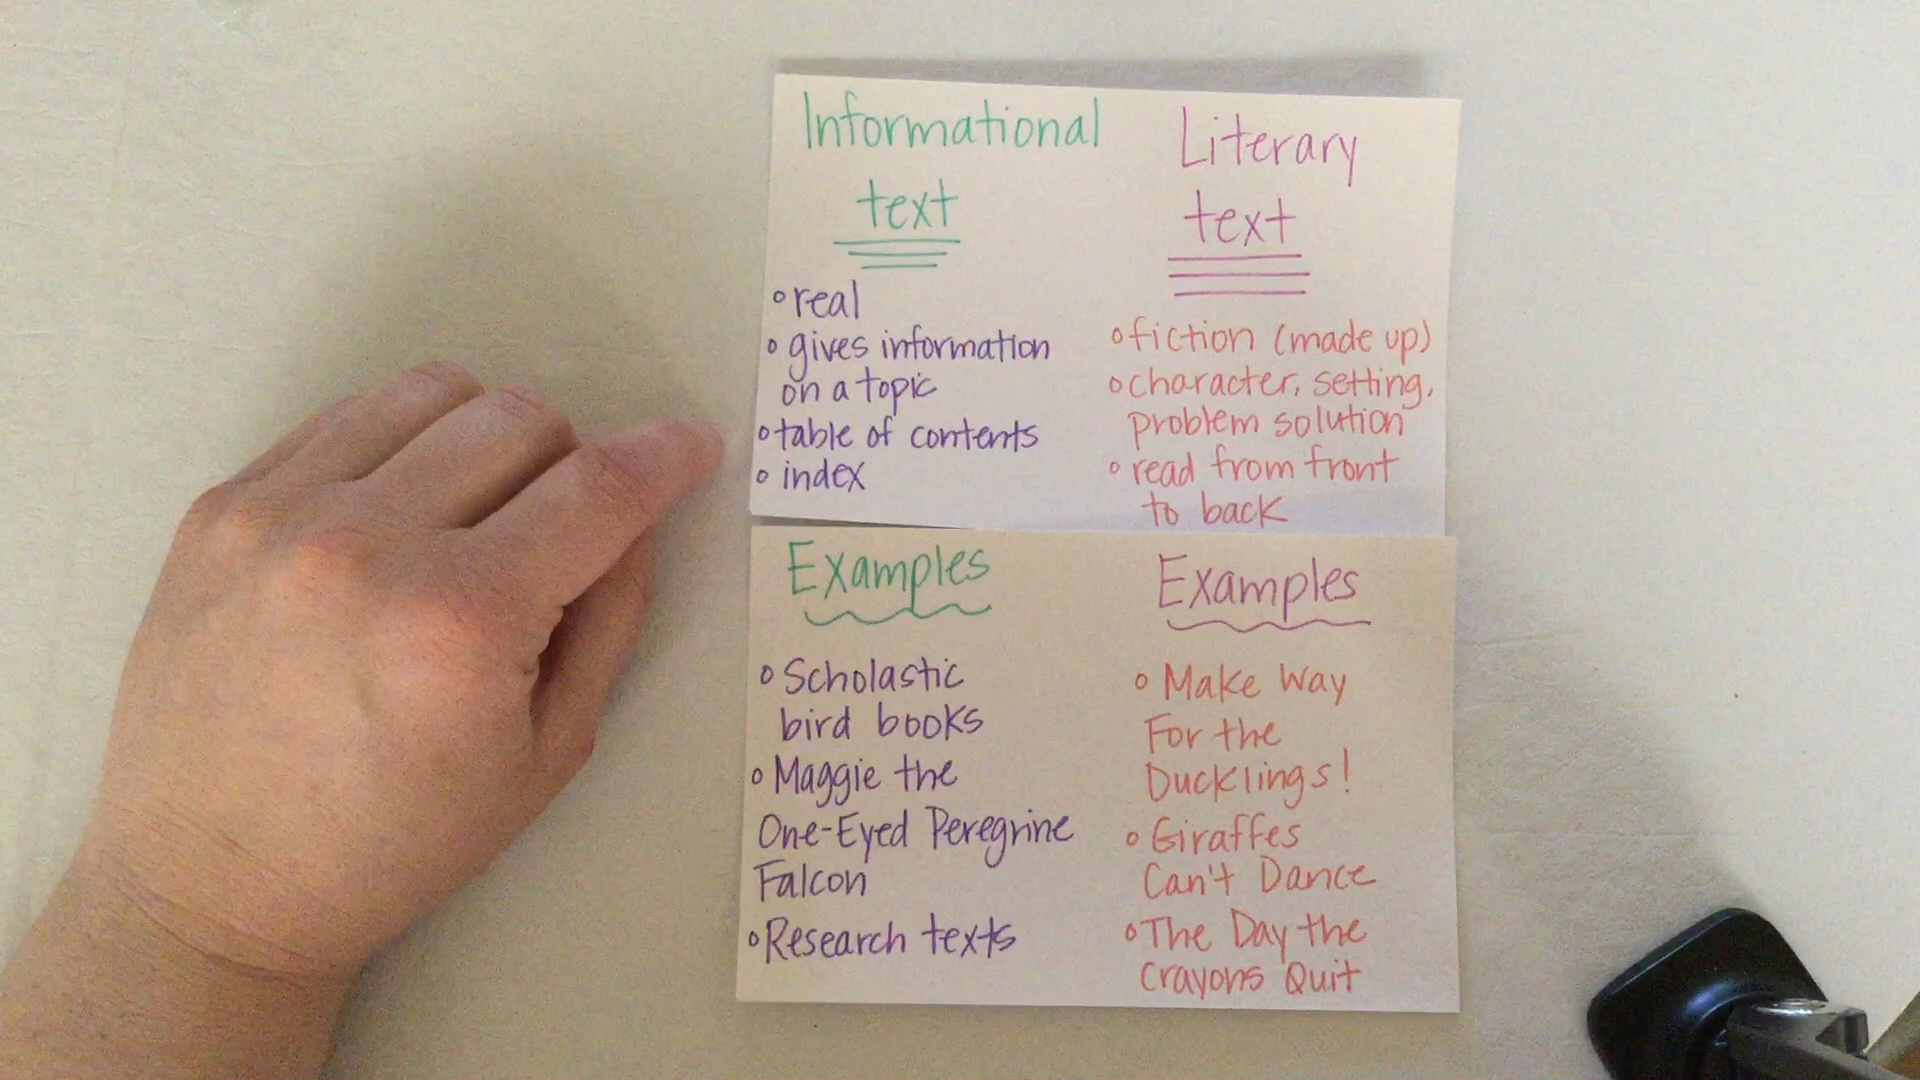 Informational
text
• real
• gives information
on a topic
• table of contents
• index
Literary
text
• fiction (made up)
• character, setting,
problem solution
• read from front
to back
Examples
• Scholastic
bird books
• Maggie the
One-Eyed Peregrine
Falcon
• Research texts
Examples
• Make Way
For the
Ducklings!
• Giraffes
Can't Dance
• The Day the
Crayons Quit